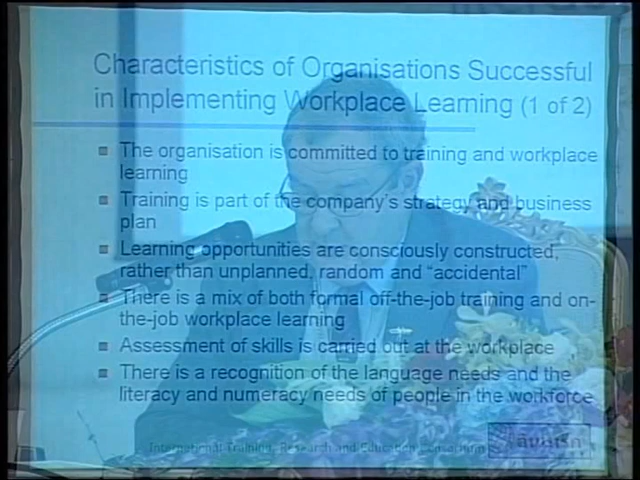 Characteristics of Organisations Successful
in Implementing Workplace Learning (1 of 2)
The organisation is committed to training and workplace
learning
Training is part of the company's strategy and business
plan
Learning opportunities are consciously constructed,
rather than unplanned, random and "accidental"
There is a mix of both formal off-the-job training and on-
the-job workplace learning
Assessment of skills is carried out at the workplace
There is a recognition of the language needs and the
literacy and numeracy needs of people in the workforce
International Training, Research and Education Consortium